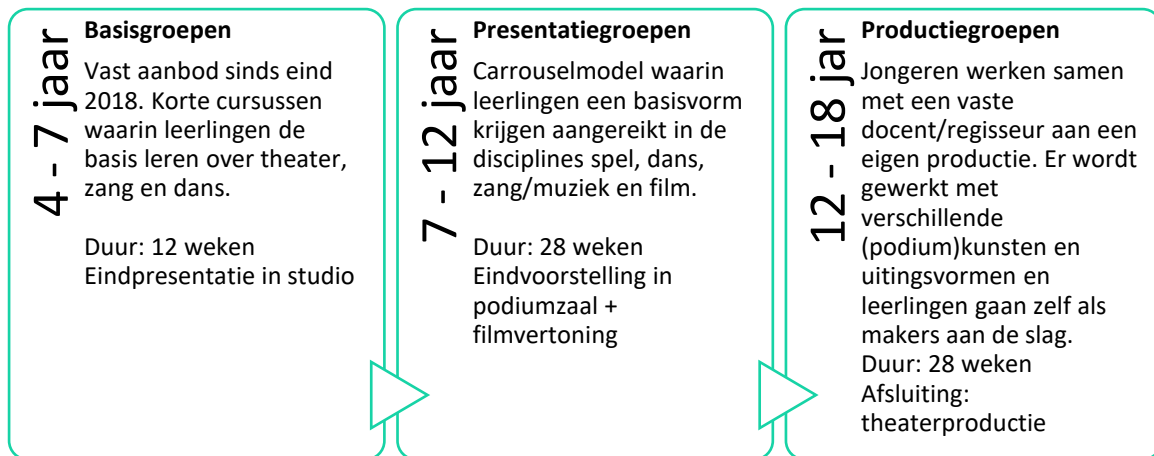 4 - 7 jaar
Basisgroepen
Vast aanbod sinds eind
2018. Korte cursussen
waarin leerlingen de
basis leren over theater,
zang en dans.
Duur: 12 weken
Eindpresentatie in studio
7 - 12 jaar
Presentatiegroepen
Carrouselmodel waarin
leerlingen een basisvorm
krijgen aangereikt in de
disciplines spel, dans,
zang/muziek en film.
Duur: 28 weken
Eindvoorstelling in
podiumzaal +
filmvertoning
12 - 18 jar
Productiegroepen
Jongeren werken samen
met een vaste
docent/regisseur aan een
eigen productie. Er wordt
gewerkt met
verschillende
(podium)kunsten en
uitingsvormen en
leerlingen gaan zelf als
makers aan de slag.
Duur: 28 weken
Afsluiting:
theaterproductie